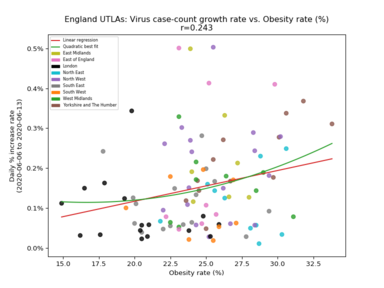 England UTLAs: Virus case-count growth rate vs. Obesity rate (%)
r=0.243
Daily % increase rate
(2020-06-06 to 2020-06-13)
0.5%
0.4%
0.3%
0.2%
0.1%
0.0%
Linear regression
Quadratic best fit
East Midlands
East of England
London
North East
North West
South East
South West
West Midlands
Yorkshire and The Humber
15.0
17.5
20.0
22.5
25.0
27.5
30.0
32.5
Obesity rate (%)